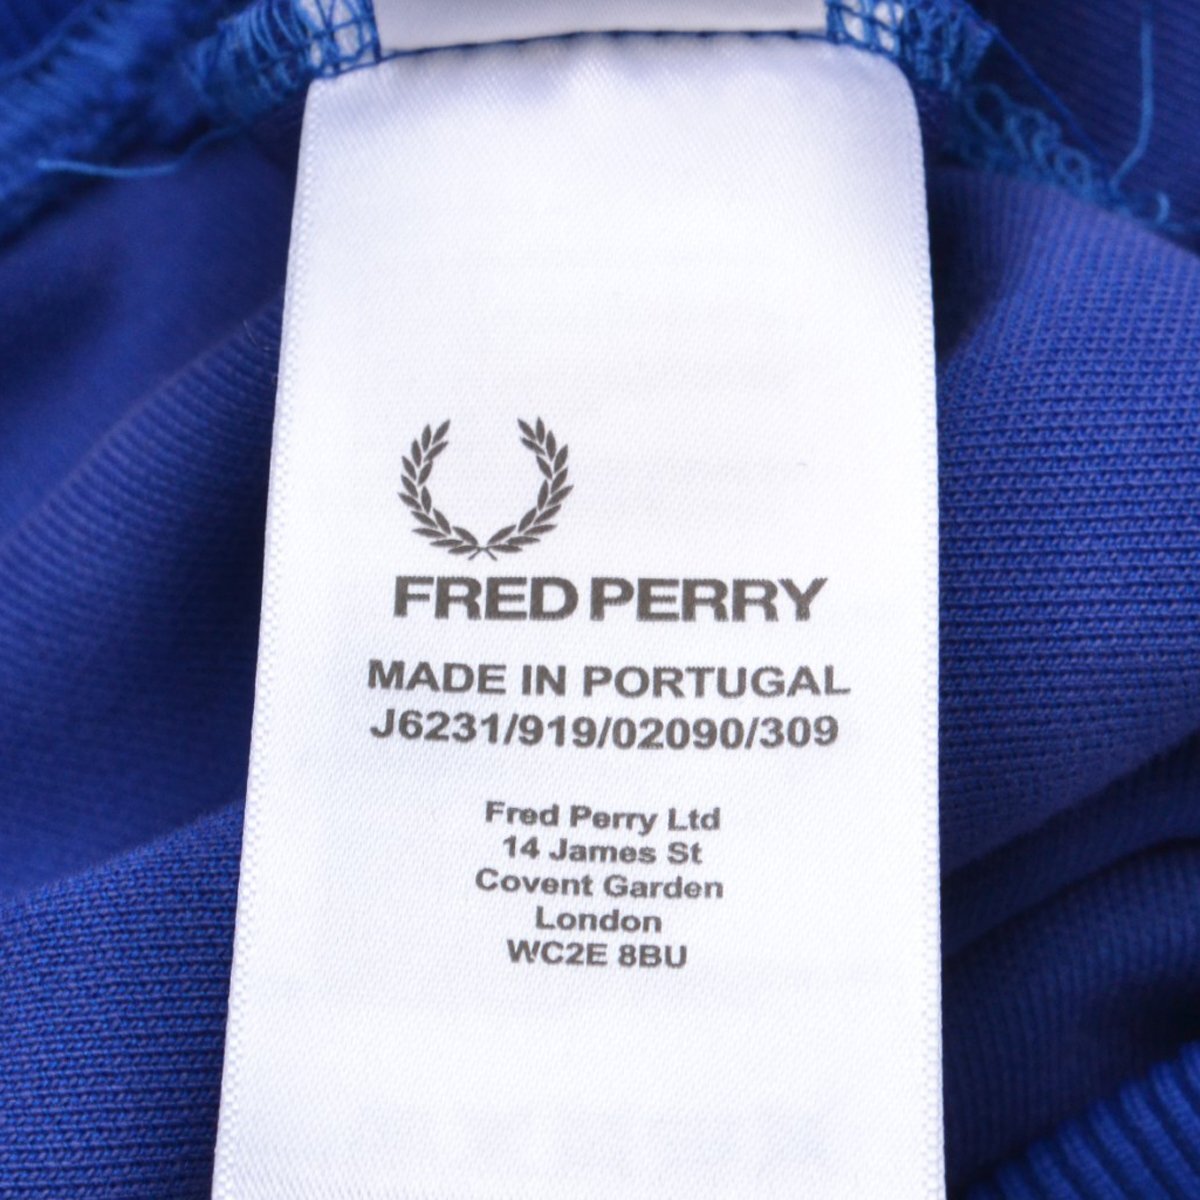 FRED PERRY
MADE IN PORTUGAL
J6231/919/02090/309
Fred Perry Ltd
14 James St
Covent Garden
London
WC2E 8BU